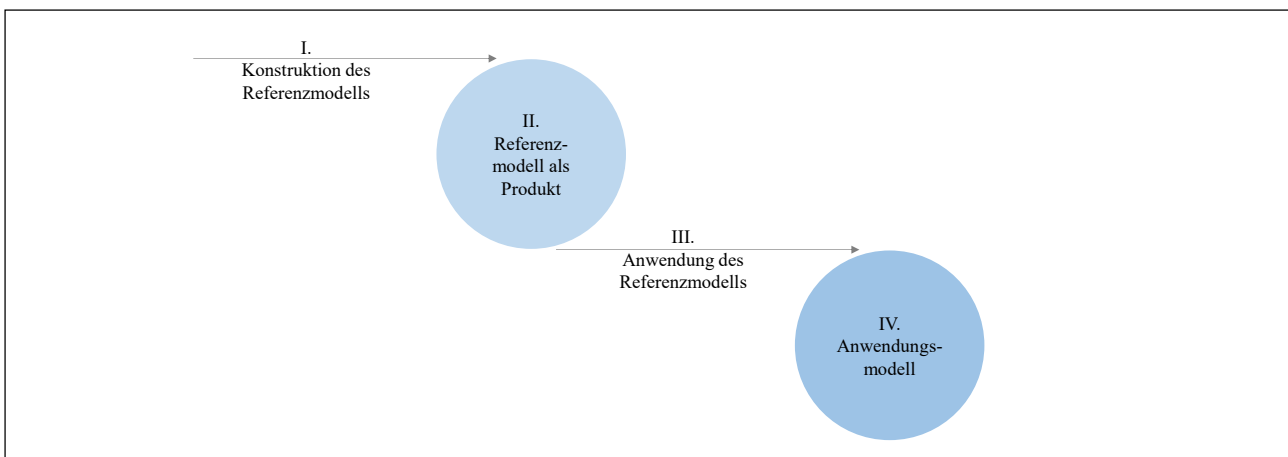 I.
Konstruktion des
Referenzmodells
II.
Referenz-
modell als
Produkt
III.
Anwendung des
Referenzmodells
IV.
Anwendungs-
modell